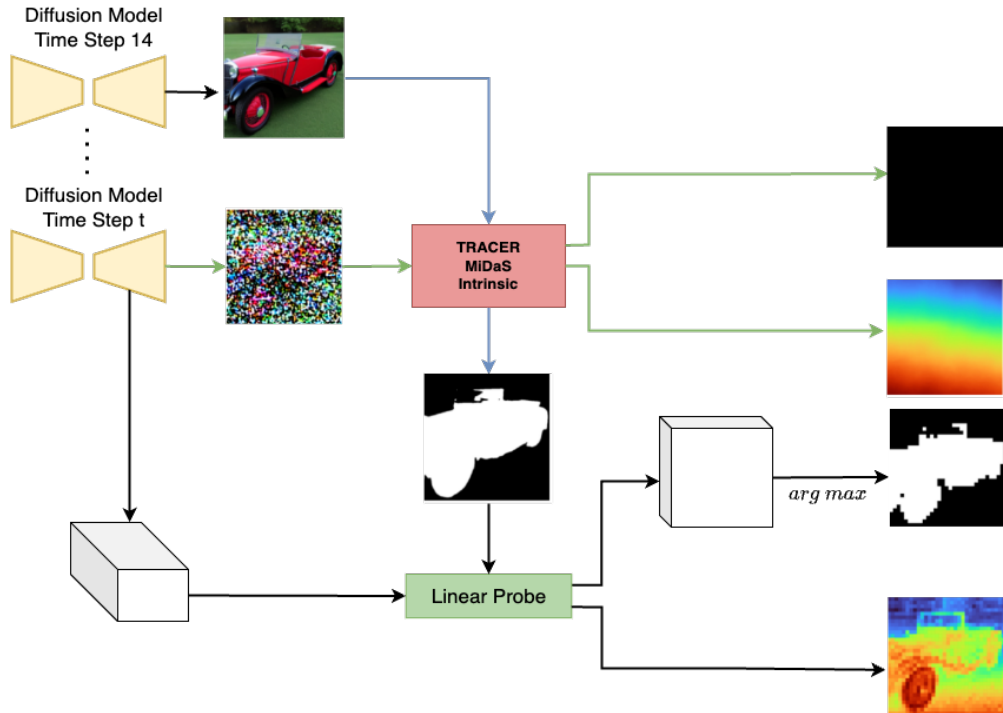 Diffusion Model
Time Step 14
Diffusion Model
Time Step t
TRACER
MiDaS
Intrinsic
arg max
Linear Probe